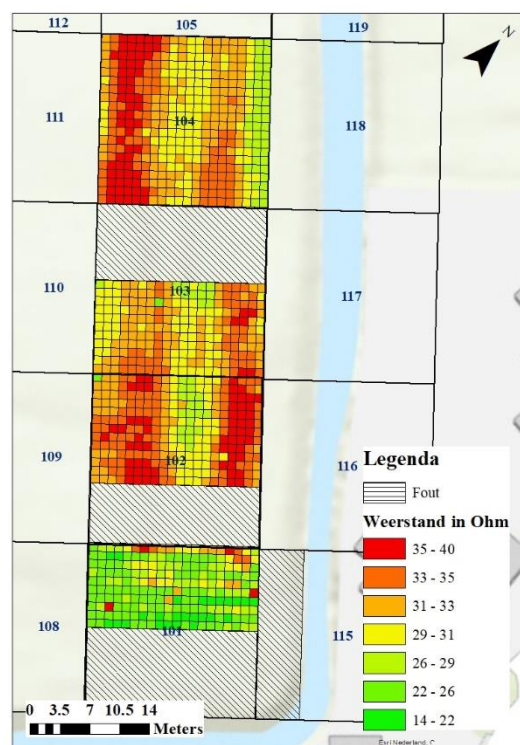 112 105 119
N
111 104 118
110 103 117
109 102 116
108 101 115
Legenda
Fout
Weerstand in Ohm
35 - 40
33 - 35
31 - 33
29 - 31
26 - 29
22 - 26
14 - 22
0 3.5 7 10.5 14
Meters
Esri Nederland, C